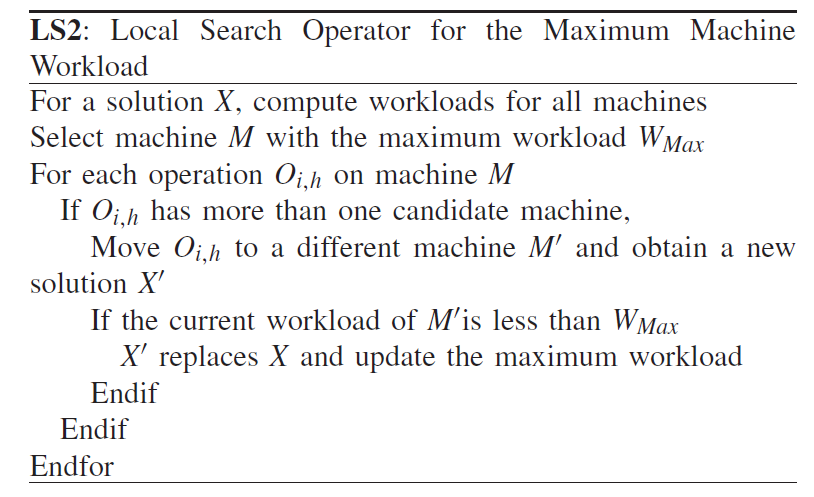 LS2: Local Search Operator for the Maximum Machine
Workload
For a solution X, compute workloads for all machines
Select machine M with the maximum workload W_{Max}
For each operation O_{i,h} on machine M
If O_{i,h} has more than one candidate machine,
Move O_{i,h} to a different machine M′ and obtain a new
solution X′
If the current workload of M′is less than W_{Max}
X′ replaces X and update the maximum workload
Endif
Endif
Endfor